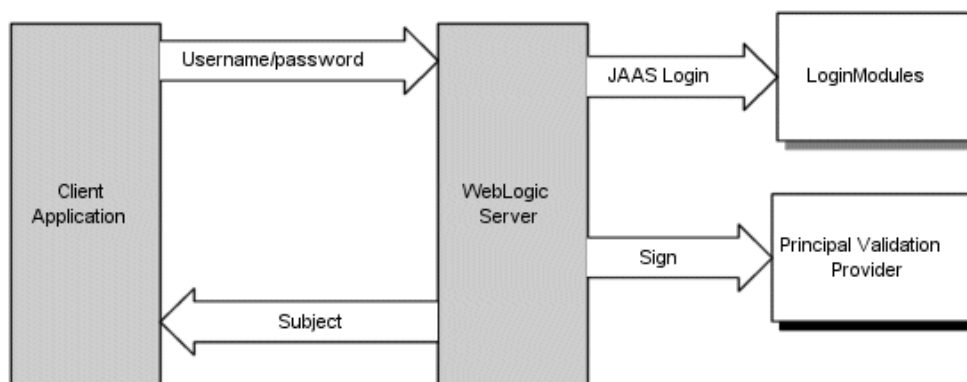 Username/password
JAAS Login
LoginModules
Client
Application
WebLogic
Server
Sign
Principal Validation
Provider
Subject